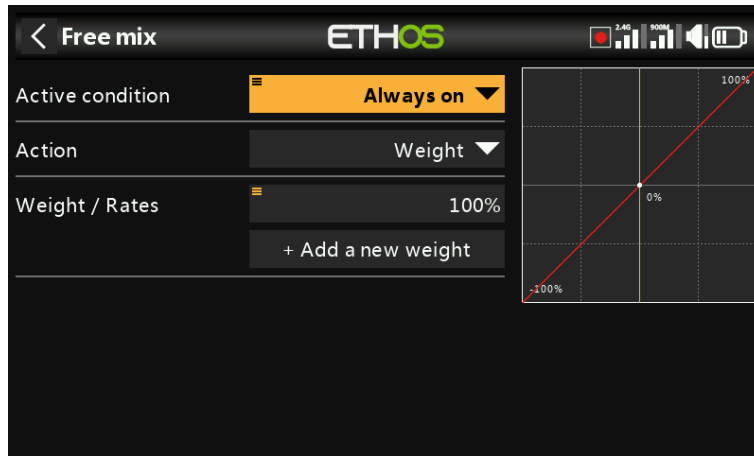 Free mix
ETHOS
2.4G
900M
Active condition
Always on
Action
Weight
Weight / Rates
100%
+ Add a new weight
100%
0%
-100%